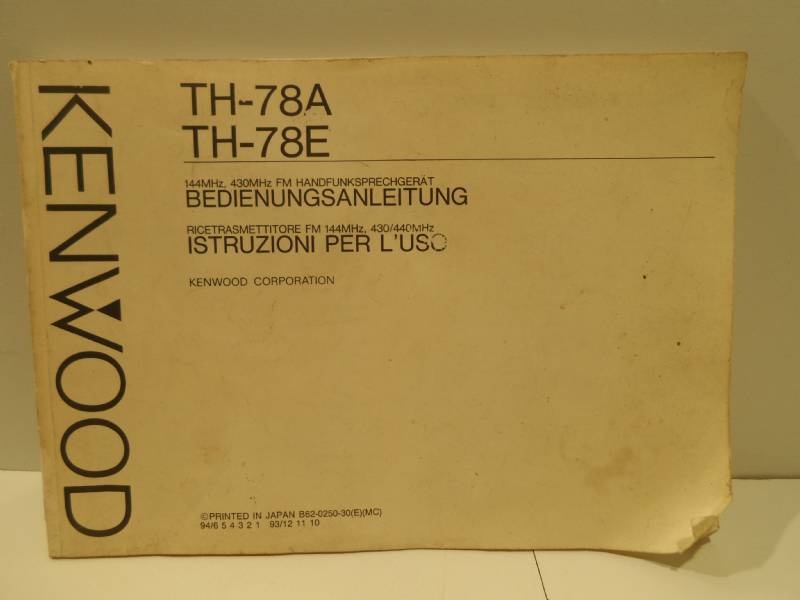 KENWOOD
TH-78A
TH-78E
144MHz, 430MHz FM HANDFUNKSPRECHGERÄT
BEDIENUNGSANLEITUNG
RICETRASMETTITORE FM 144MHz, 430/440MHz
ISTRUZIONI PER L'USO
KENWOOD CORPORATION
©PRINTED IN JAPAN B62-0250-30(E)(MC)
94/6 5 4 3 2 1 93/12 11 10